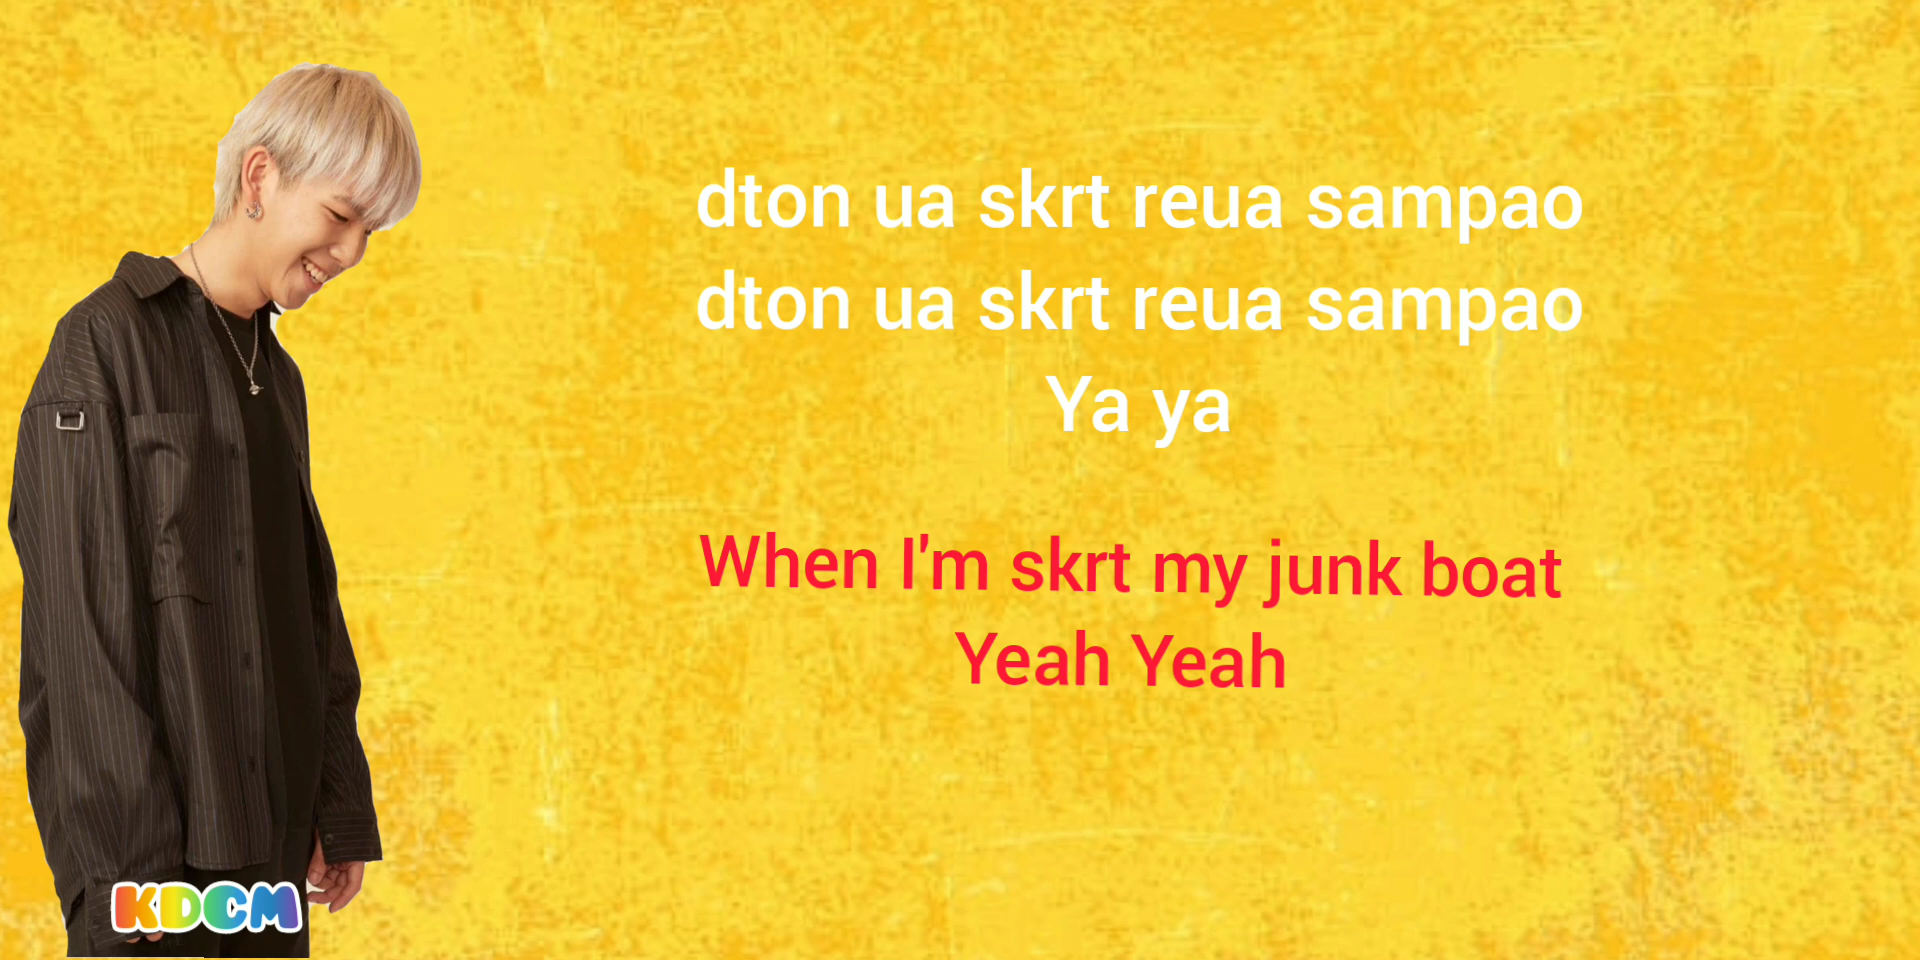 dton ua skrt reua sampao
dton ua skrt reua sampao
Ya ya
When I'm skrt my junk boat
Yeah Yeah
KDCM